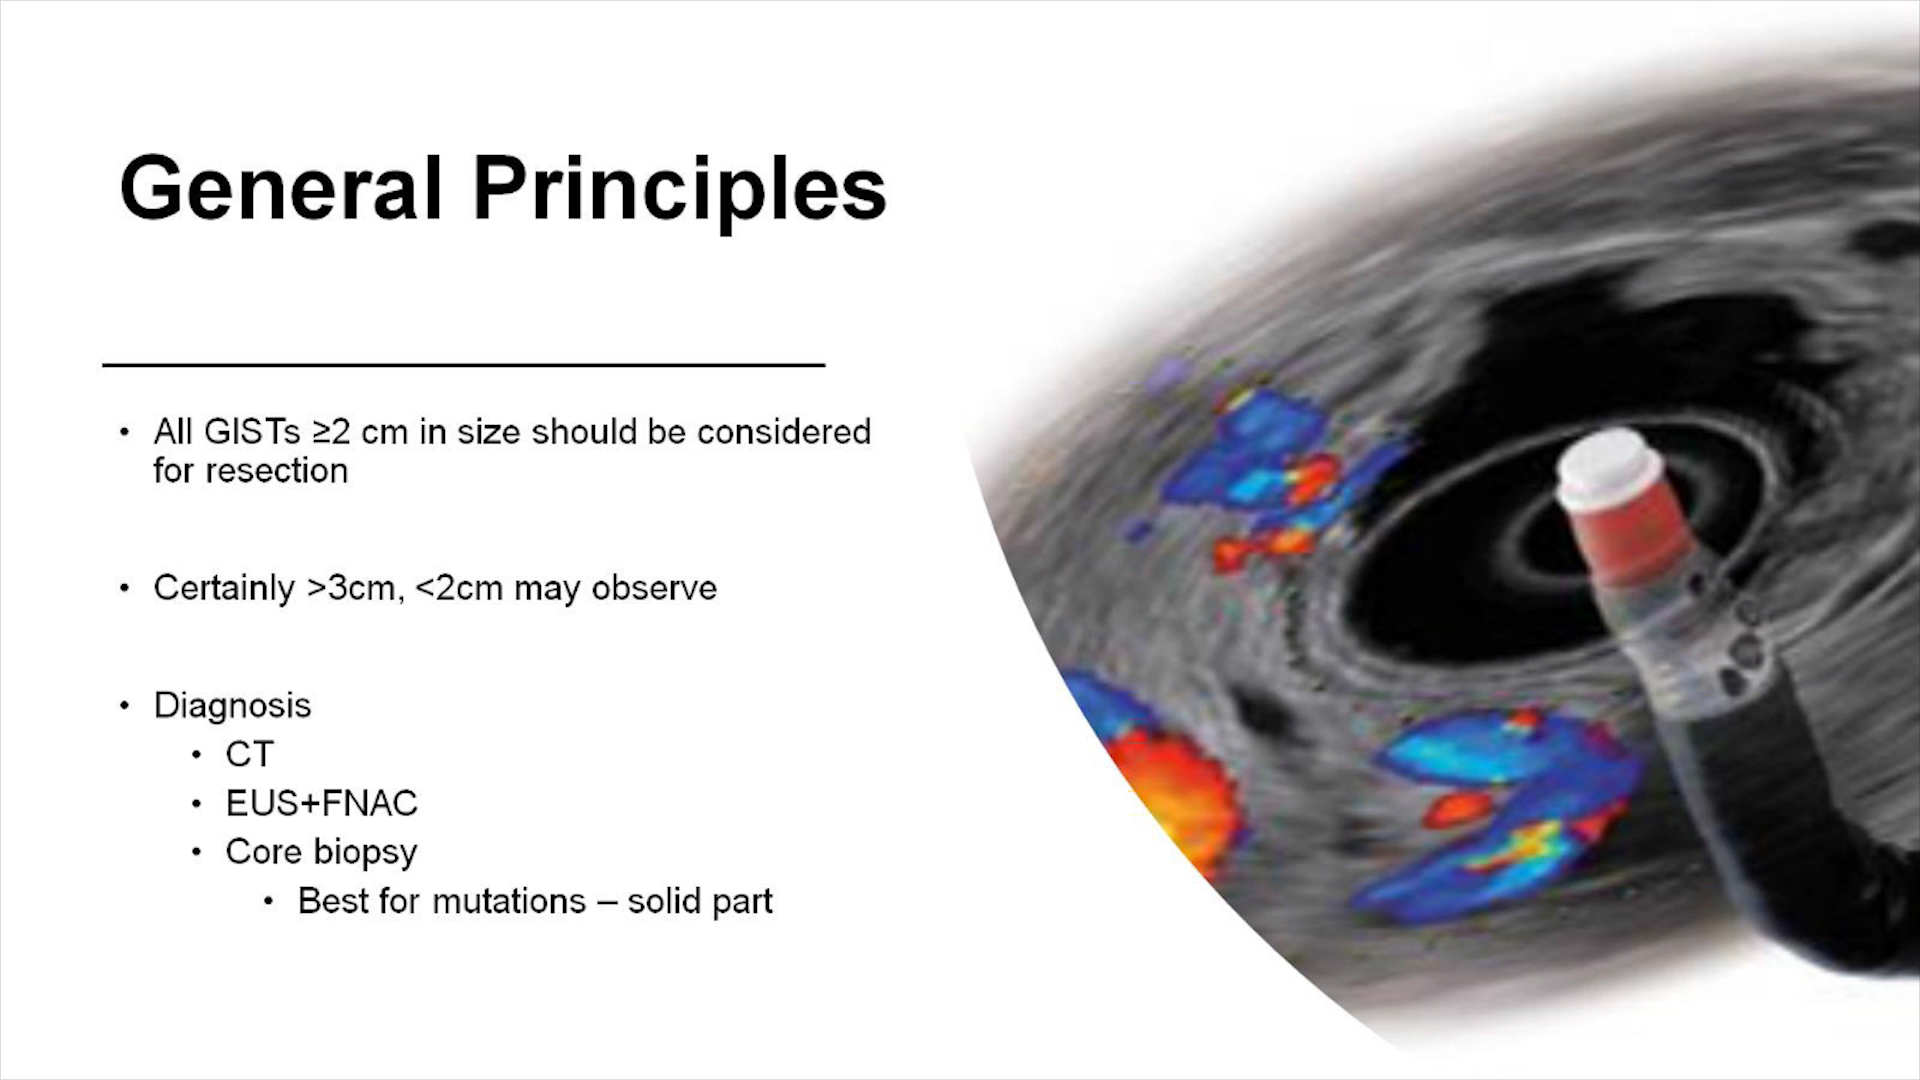 General Principles
• All GISTs ≥2 cm in size should be considered
for resection
• Certainly >3cm, <2cm may observe
• Diagnosis
• CT
• EUS+FNAC
• Core biopsy
• Best for mutations – solid part